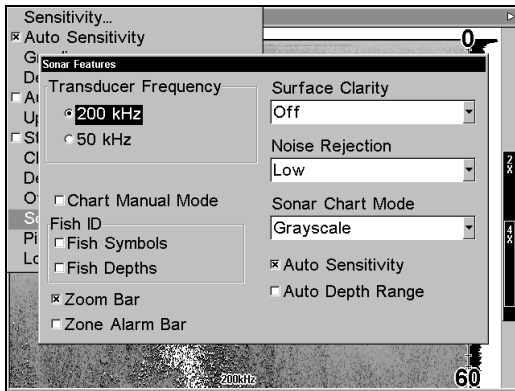 Sensitivity...
Auto Sensitivity
0
Sonar Features
Transducer Frequency
200 kHz
50 kHz
Chart Manual Mode
Fish ID
Fish Symbols
Fish Depths
Zoom Bar
Zone Alarm Bar
Surface Clarity
Off
Noise Rejection
Low
Sonar Chart Mode
Grayscale
Auto Sensitivity
Auto Depth Range
2X
4X
200kHz
60